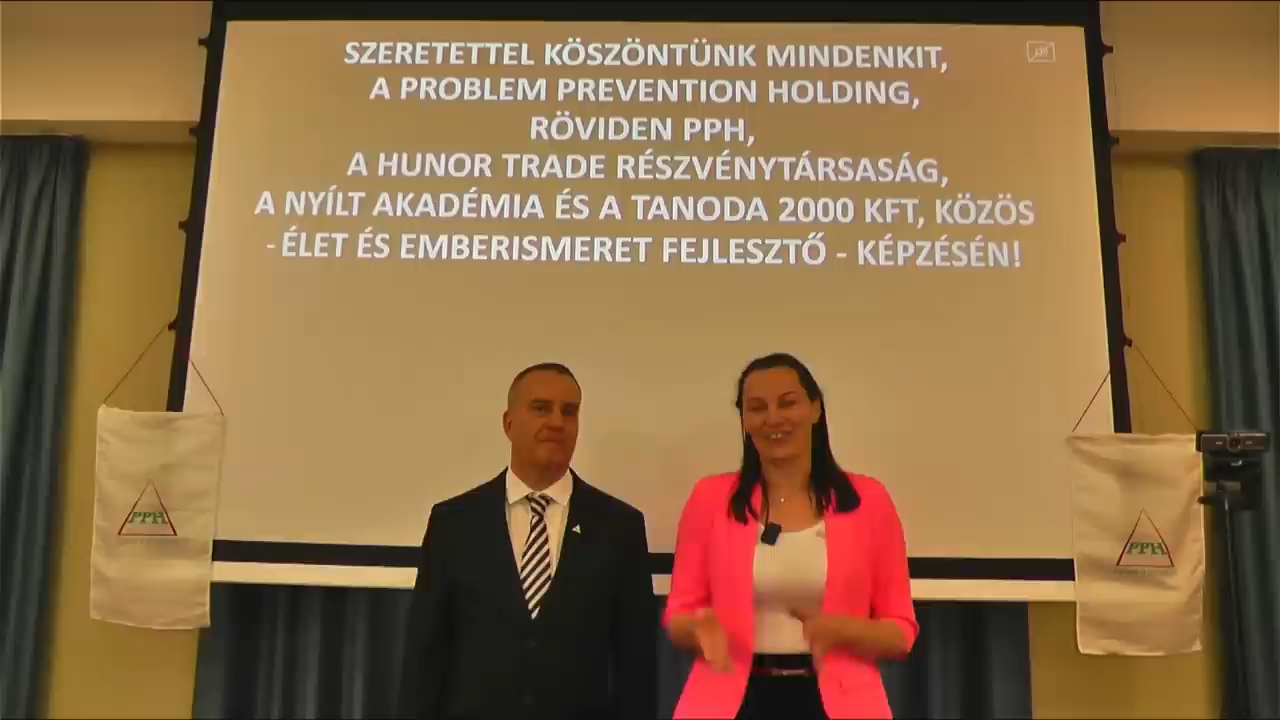 SZERETETTEL KÖSZÖNTÜNK MINDENKIT,
A PROBLEM PREVENTION HOLDING,
RÖVIDEN PPH,
A HUNOR TRADE RÉSZVÉNYTÁRSASÁG,
A NYÍLT AKADÉMIA ÉS A TANODA 2000 KFT, KÖZÖS
- ÉLET ÉS EMBERISMERET FEJLESZTŐ - KÉPZÉSÉN!
PPH
PPH